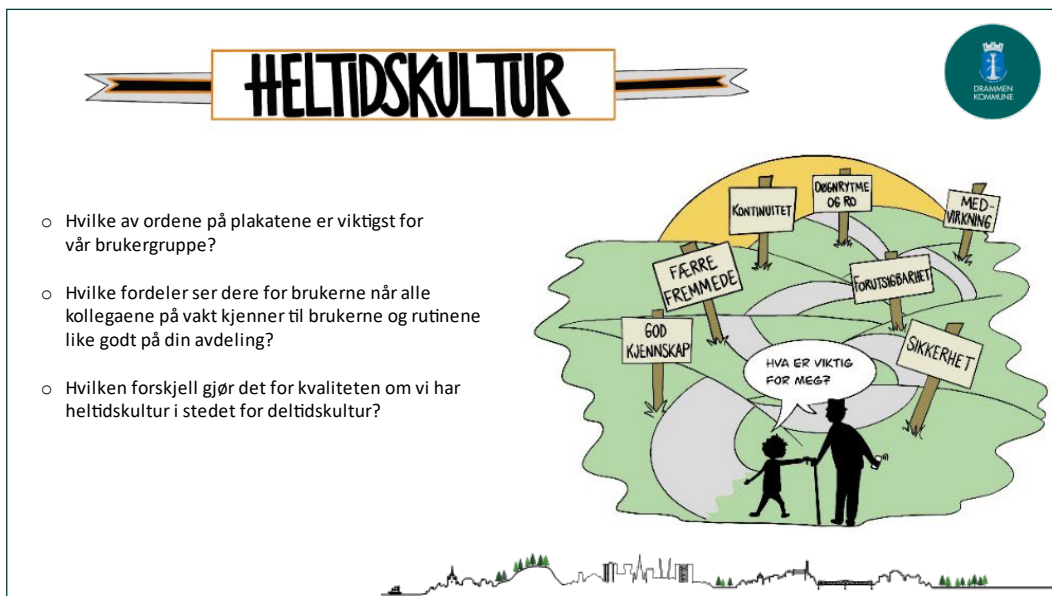 HELTIDSKULTUR
DRAMMEN
KOMMUNE
o Hvilke av ordene på plakatene er viktigst for
vår brukergruppe?
o Hvilke fordeler ser dere for brukerne når alle
kollegaene på vakt kjenner til brukerne og rutinene
like godt på din avdeling?
o Hvilken forskjell gjør det for kvaliteten om vi har
heltidskultur i stedet for deltidskultur?
KONTINUITET
DØGNRYTME
OG RO
MED-
VIRKNING
FÆRRE
FREMMEDE
FORUTSIGBARHET
GOD
KJENNSKAP
SIKKERHET
HVA ER VIKTIG
FOR MEG?